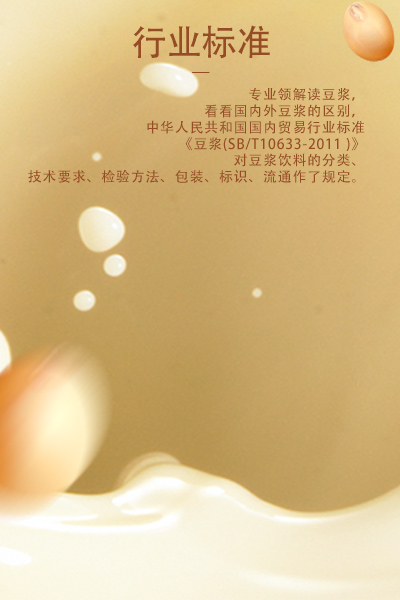 行业标准
专业领解读豆浆,
看看国内外豆浆的区别,
中华人民共和国国内贸易行业标准
《豆浆(SB/T10633-2011 )》
对豆浆饮料的分类、
技术要求、检验方法、包装、标识、流通作了规定。